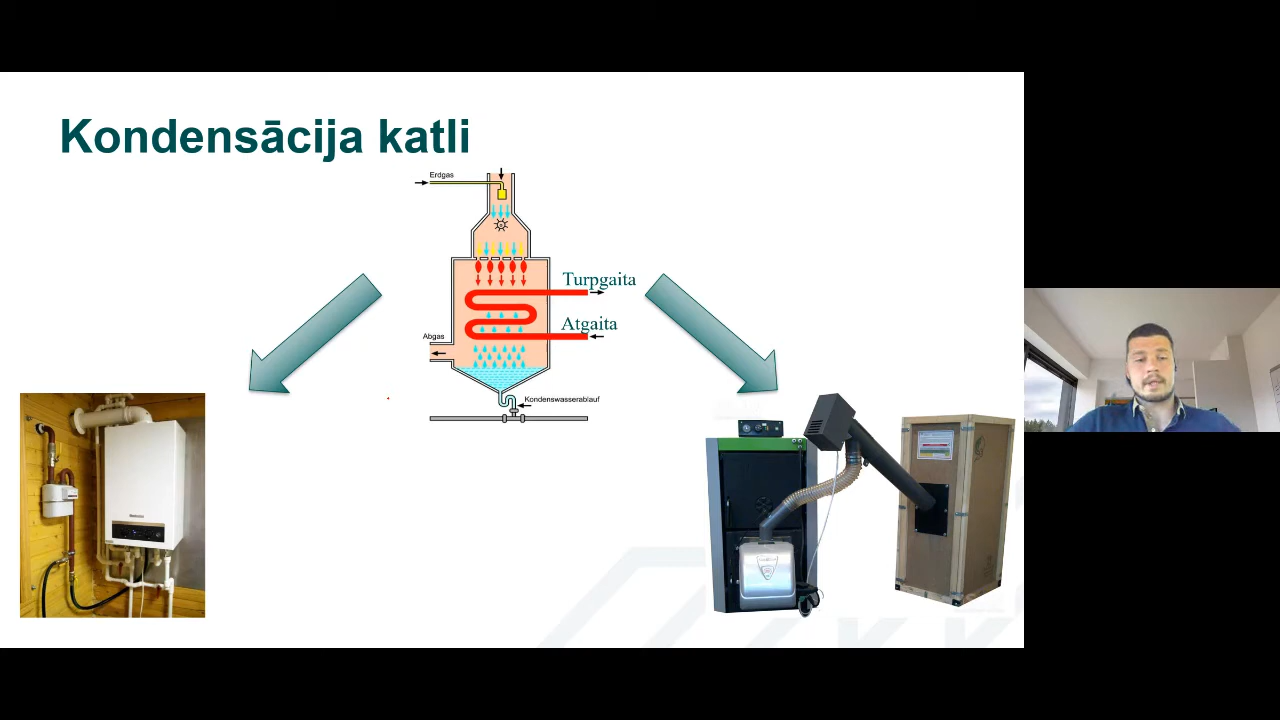 Kondensācija katli
Erdgas
Turpgaita
Atgaita
Abgas
Kondenswasserablauf